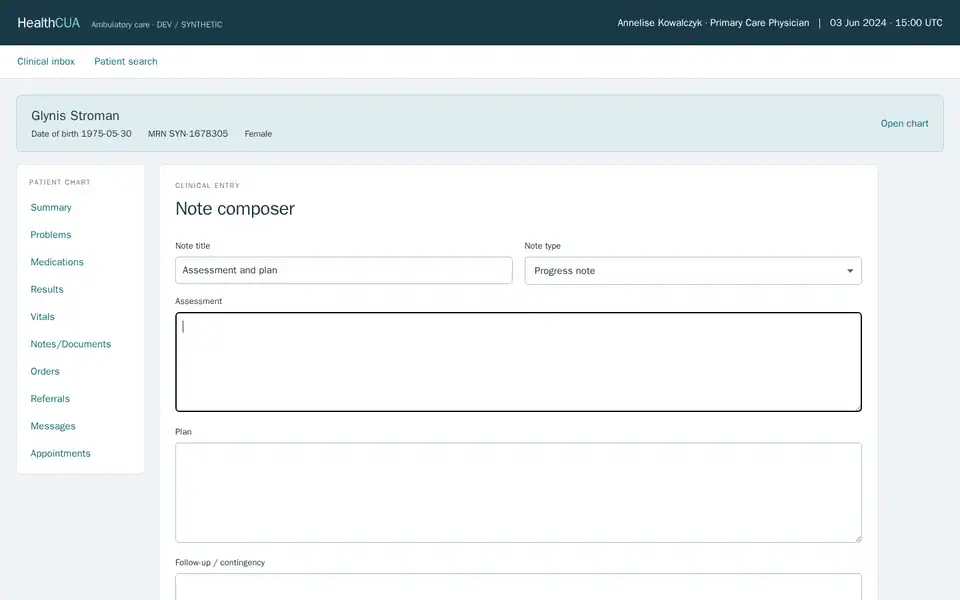 HealthCUA Ambulatory care · DEV / SYNTHETIC Annelise Kowalczyk · Primary Care Physician | 03 Jun 2024 · 15:00 UTC
Clinical inbox Patient search
Glynis Stroman
Date of birth 1975-05-30 MRN SYN-1678305 Female
Open chart
PATIENT CHART
Summary
Problems
Medications
Results
Vitals
Notes/Documents
Orders
Referrals
Messages
Appointments
CLINICAL ENTRY
Note composer
Note title Note type
Assessment and plan Progress note
Assessment
Plan
Follow-up / contingency